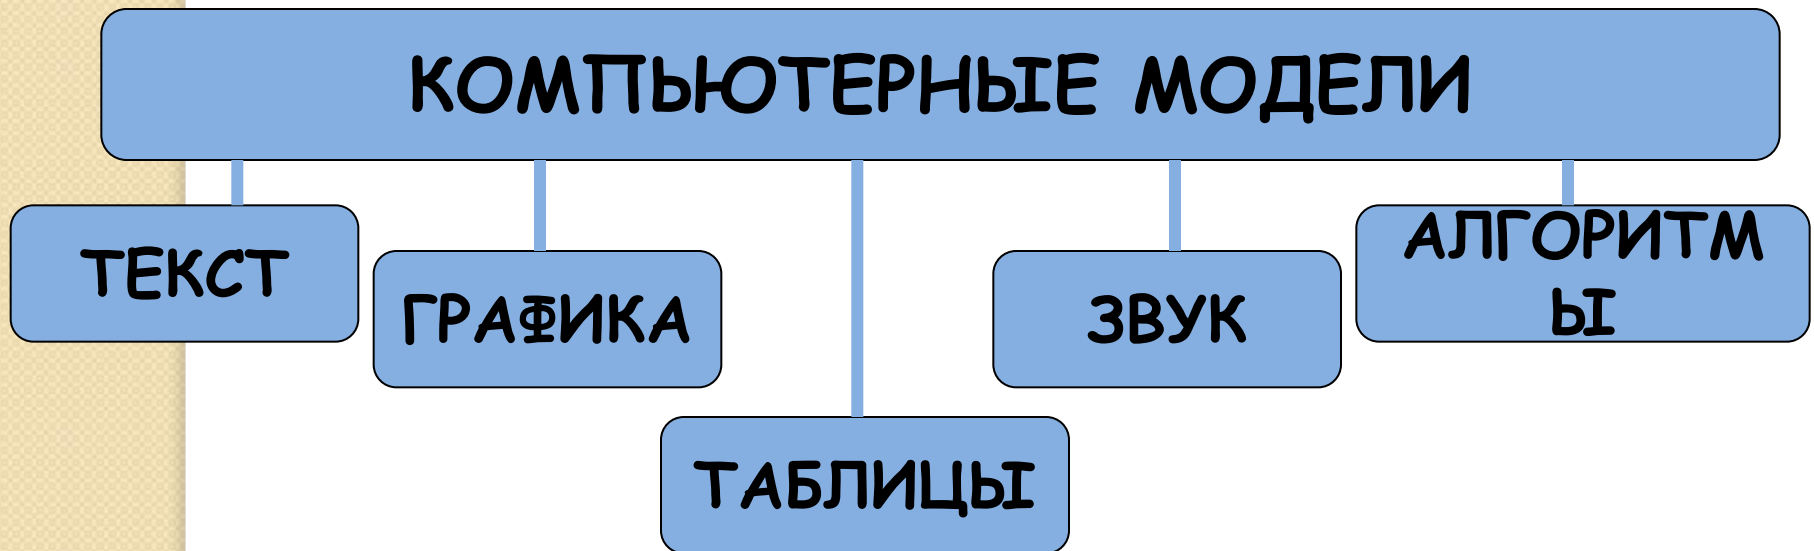 КОМПЬЮТЕРНЫЕ МОДЕЛИ
ТЕКСТ
ГРАФИКА
ТАБЛИЦЫ
ЗВУК
АЛГОРИТМ
Ы